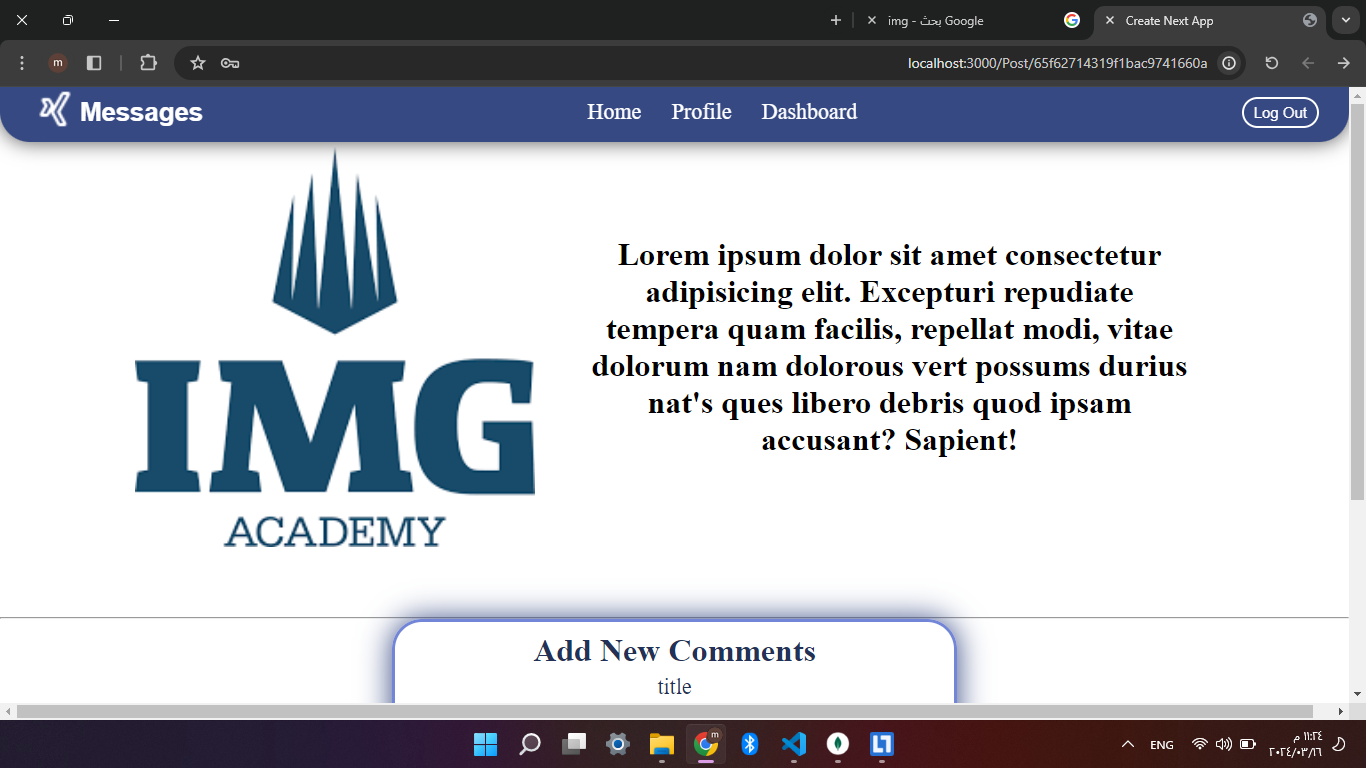 img - بحث Google
Create Next App
m
localhost:3000/Post/65f62714319f1bac9741660a
Messages
Home
Profile
Dashboard
Log Out
IMG
ACADEMY
Lorem ipsum dolor sit amet consectetur
adipisicing elit. Excepturi repudiate
tempera quam facilis, repellat modi, vitae
dolorum nam dolorous vert possums durius
nat's ques libero debris quod ipsam
accusant? Sapient!
Add New Comments
title
m
ENG
١١:٢٤ م
٢٠٢٤/٠٣/١٦